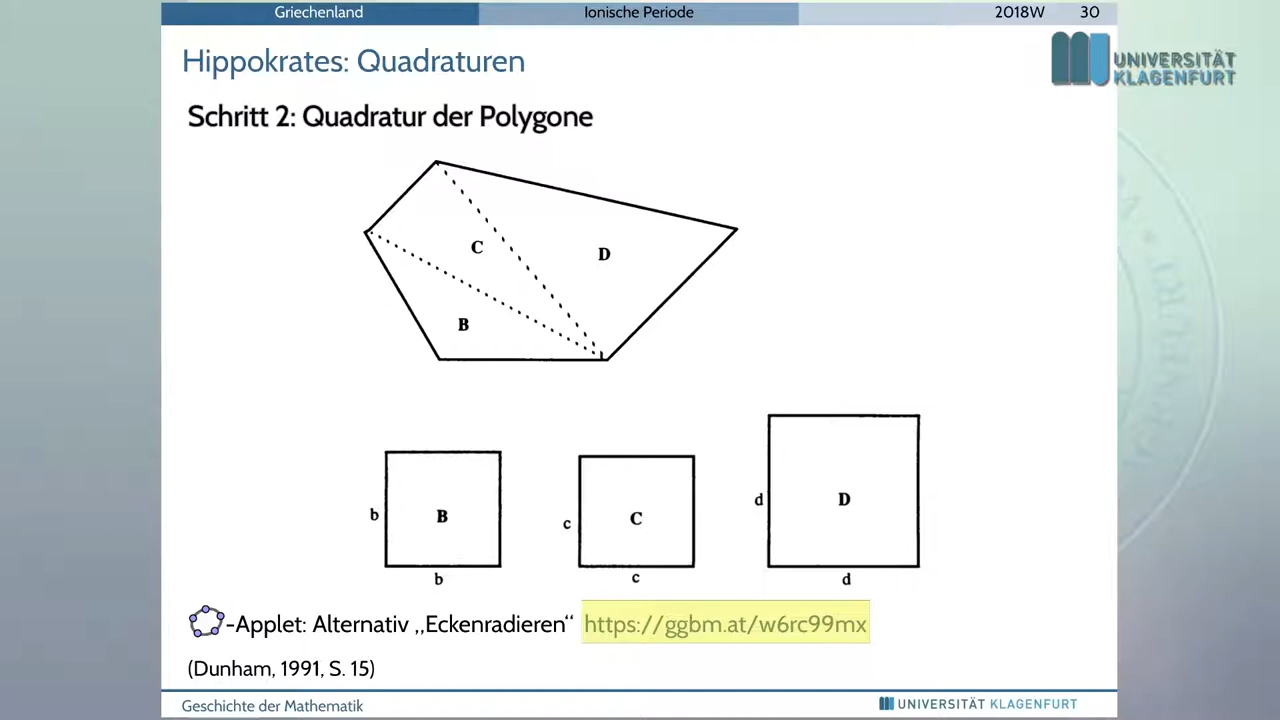 Griechenland Ionische Periode 2018W 30
Hippokrates: Quadraturen
UNIVERSITÄT
KLAGENFURT
Schritt 2: Quadratur der Polygone
C
D
B
b B
b
c C
c
d D
d
-Applet: Alternativ „Eckenradieren“ https://ggbm.at/w6rc99mx
(Dunham, 1991, S. 15)
Geschichte der Mathematik UNIVERSITÄT KLAGENFURT